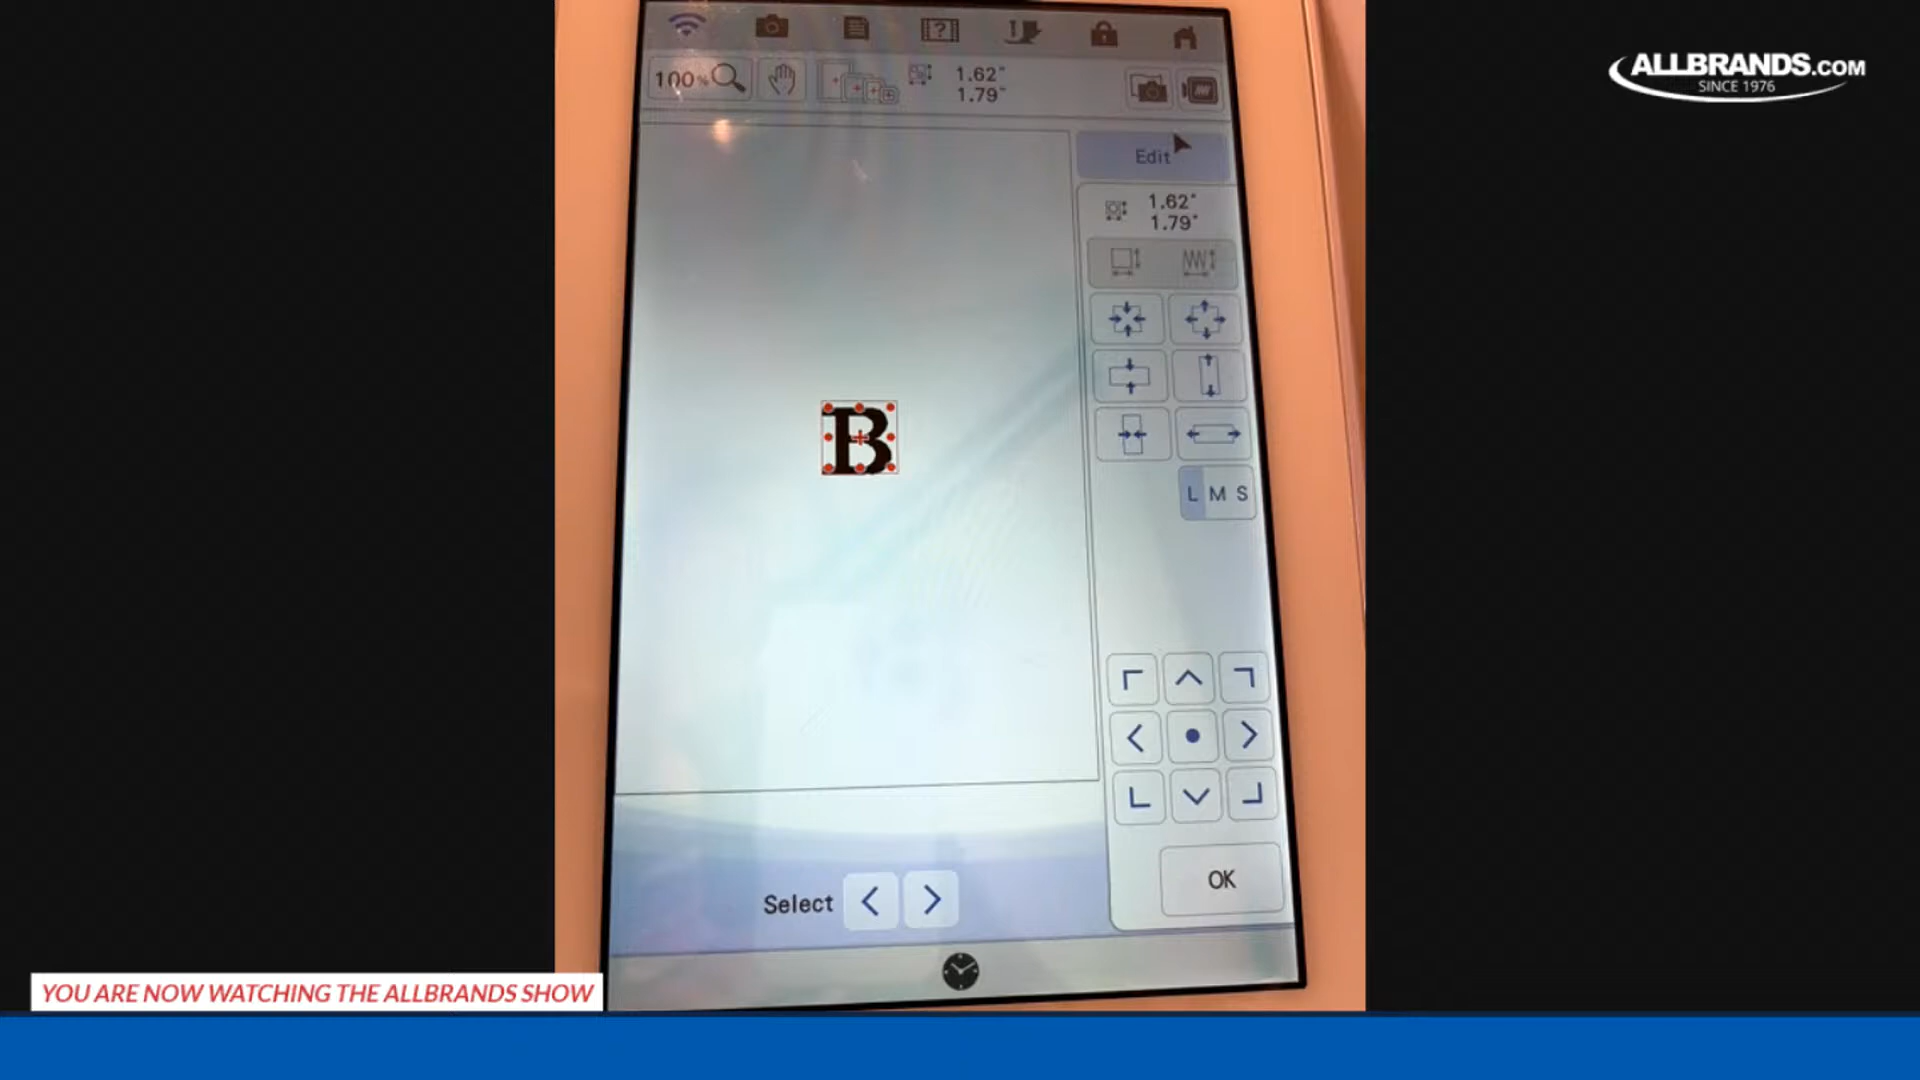 ALLBRANDS.COM
SINCE 1976
100%
1.62"
1.79"
Edit
1.62"
1.79"
B
L M S
Select
OK
YOU ARE NOW WATCHING THE ALLBRANDS SHOW